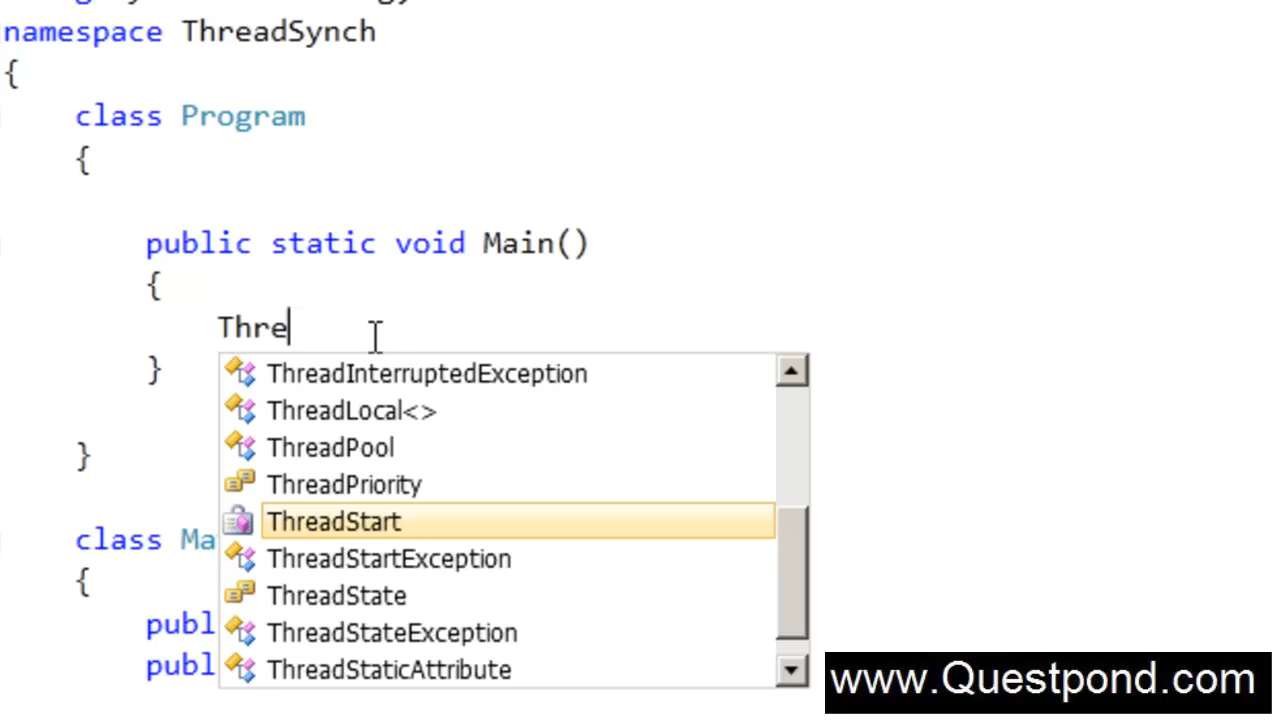 namespace ThreadSynch
{
class Program
{
public static void Main()
{
Thre
}
ThreadInterruptedException
ThreadLocal<>
ThreadPool
ThreadPriority
ThreadStart
ThreadStartException
ThreadState
ThreadStateException
ThreadStaticAttribute
}
class Ma
{
publ
publ
www.Questpond.com